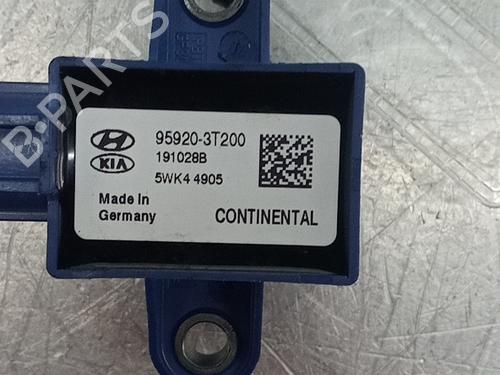 B-PARTS
95920-3T200
191028B
KIA
5WK4 4905
Made in
Germany
CONTINENTAL